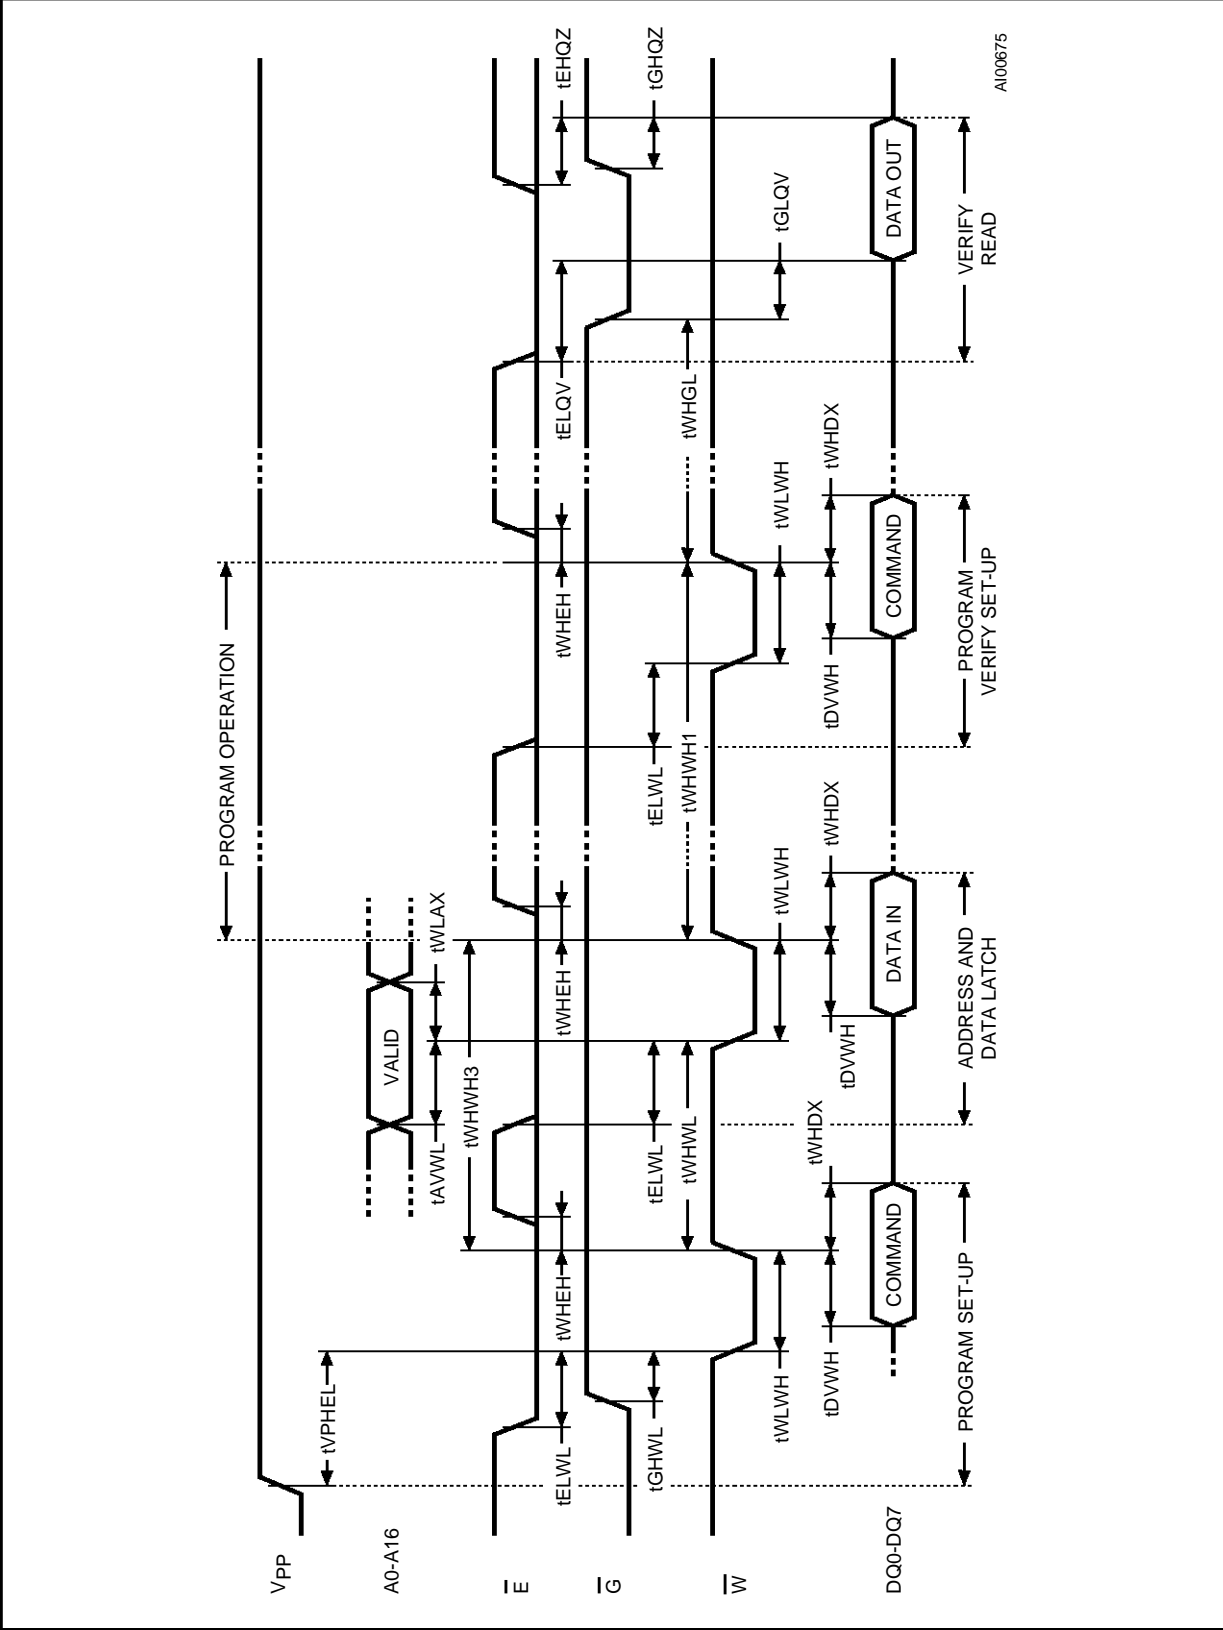 PROGRAM OPERATION
VPP
tVPHEL
A0-A16
VALID
tAVWL
tWLAX
tWHWH3
E
tELWL
tWHEH
tWHEH
tWHEH
tELQV
tEHQZ
G
tGHWL
tELWL
tELWL
tGHQZ
tWHWL
tWHWH1
tWHGL
W
tWLWH
tWLWH
tWLWH
tGLQV
tDVWH
tWHDX
tDVWH
tWHDX
tDVWH
tWHDX
DQ0-DQ7
COMMAND
DATA IN
COMMAND
DATA OUT
PROGRAM SET-UP
ADDRESS AND
DATA LATCH
PROGRAM
VERIFY SET-UP
VERIFY
READ
AI00675